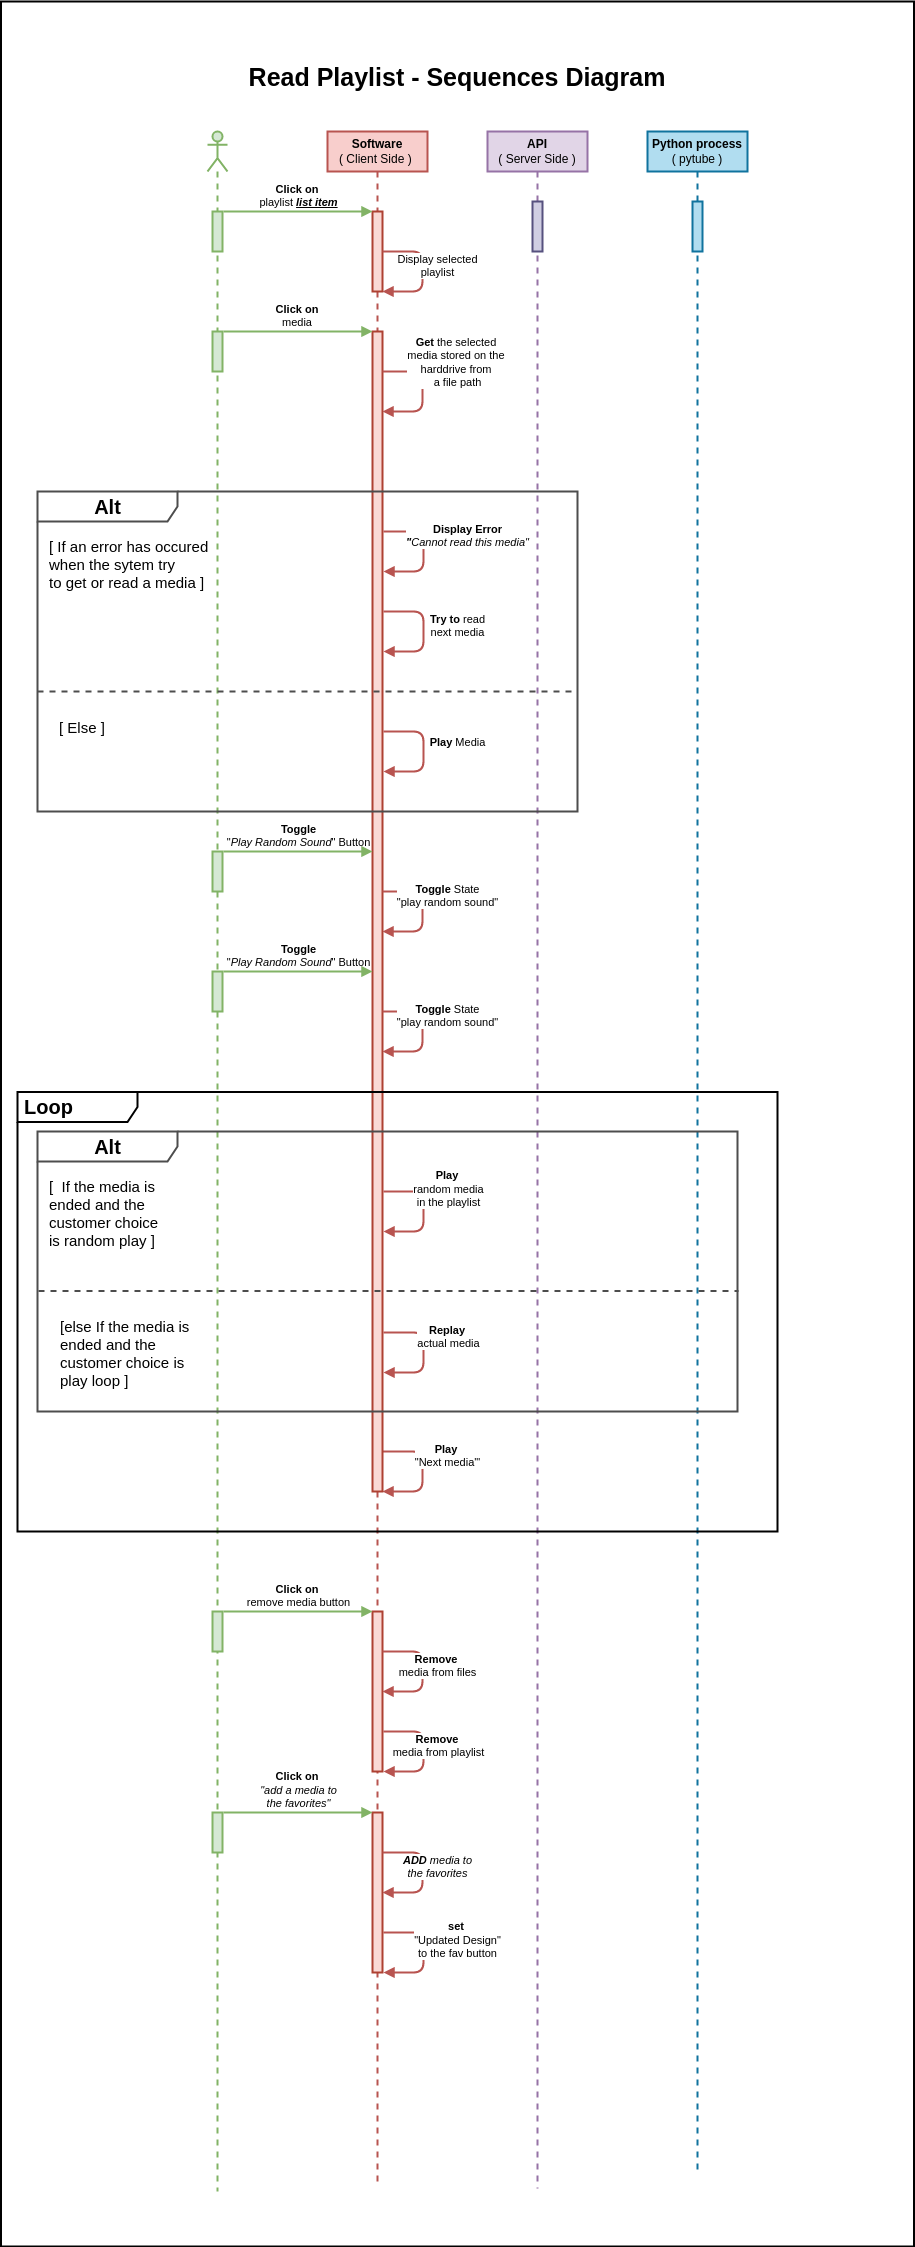 Read Playlist - Sequences Diagram
Software
( Client Side )
API
( Server Side )
Python process
( pytube )
Click on
playlist list item
Display selected
playlist
Click on
media
Get the selected
media stored on the
harddrive from
a file path
Alt
[ If an error has occured
when the sytem try
to get or read a media ]
Display Error
"Cannot read this media"
Try to read
next media
[ Else ]
Play Media
Toggle
"Play Random Sound" Button
Toggle State
"play random sound"
Toggle
"Play Random Sound" Button
Toggle State
"play random sound"
Loop
Alt
[  If the media is
ended and the
customer choice
is random play ]
Play
random media
in the playlist
[else If the media is
ended and the
customer choice is
play loop ]
Replay
actual media
Play
"Next media"'
Click on
remove media button
Remove
media from files
Remove
media from playlist
Click on
"add a media to
the favorites"
ADD media to
the favorites
set
"Updated Design"
to the fav button